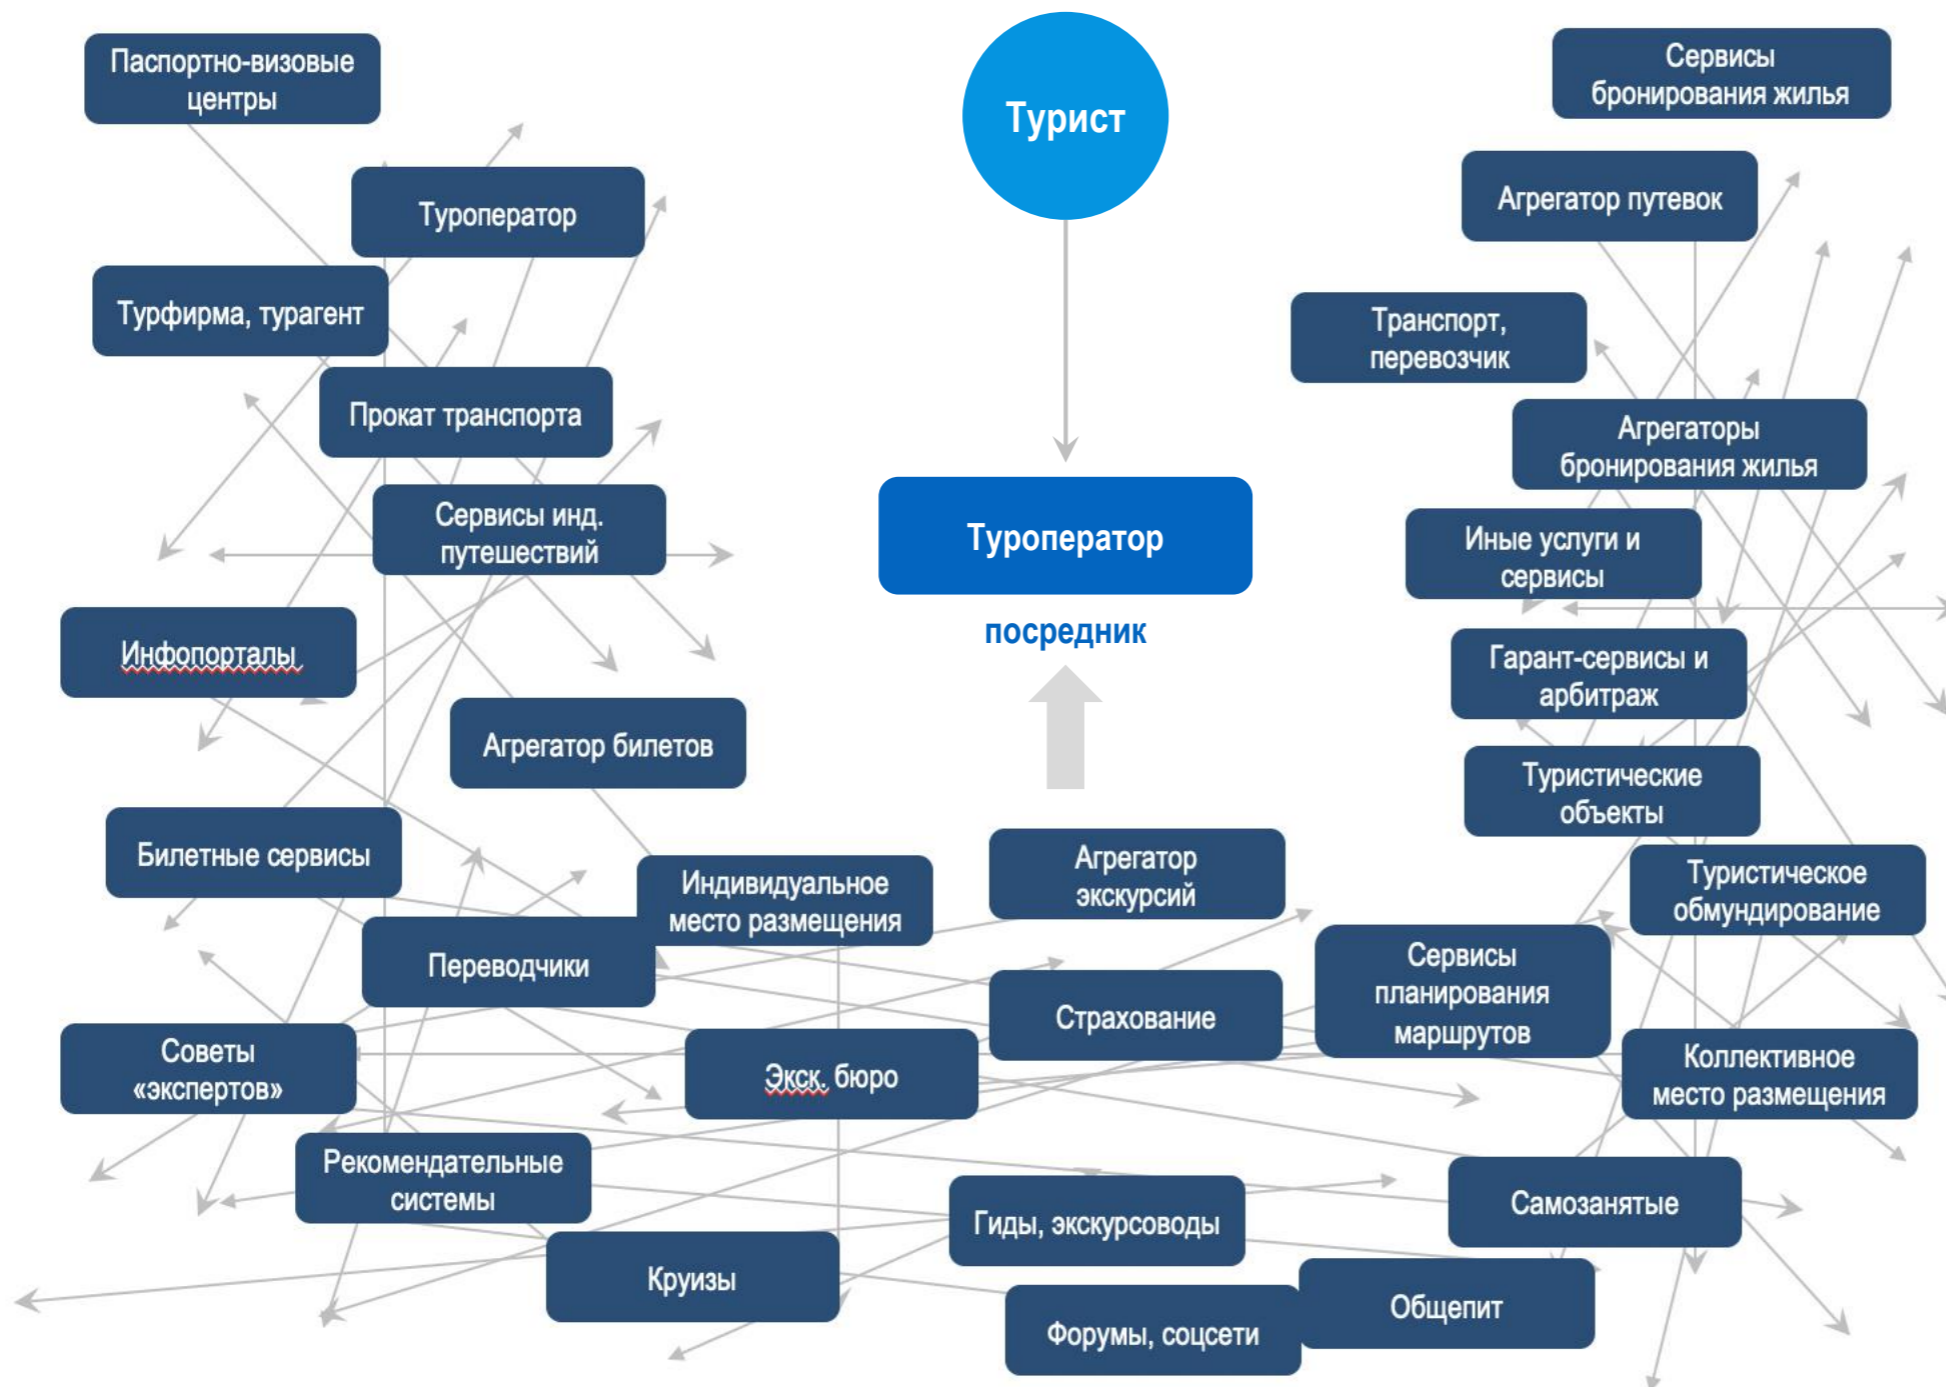 Паспортно-визовые
центры
Турист
Сервисы
бронирования жилья
Туроператор
Агрегатор путевок
Турфирма, турагент
Транспорт,
перевозчик
Прокат транспорта
Агрегаторы
бронирования жилья
Сервисы инд.
путешествий
Туроператор
посредник
Иные услуги и
сервисы
Инфопорталы
Гарант-сервисы и
арбитраж
Агрегатор билетов
Туристические
объекты
Билетные сервисы
Индивидуальное
место размещения
Агрегатор
экскурсий
Туристическое
обмундирование
Переводчики
Страхование
Сервисы
планирования
маршрутов
Советы
«экспертов»
Экск. бюро
Коллективное
место размещения
Рекомендательные
системы
Гиды, экскурсоводы
Самозанятые
Круизы
Форумы, соцсети
Общепит